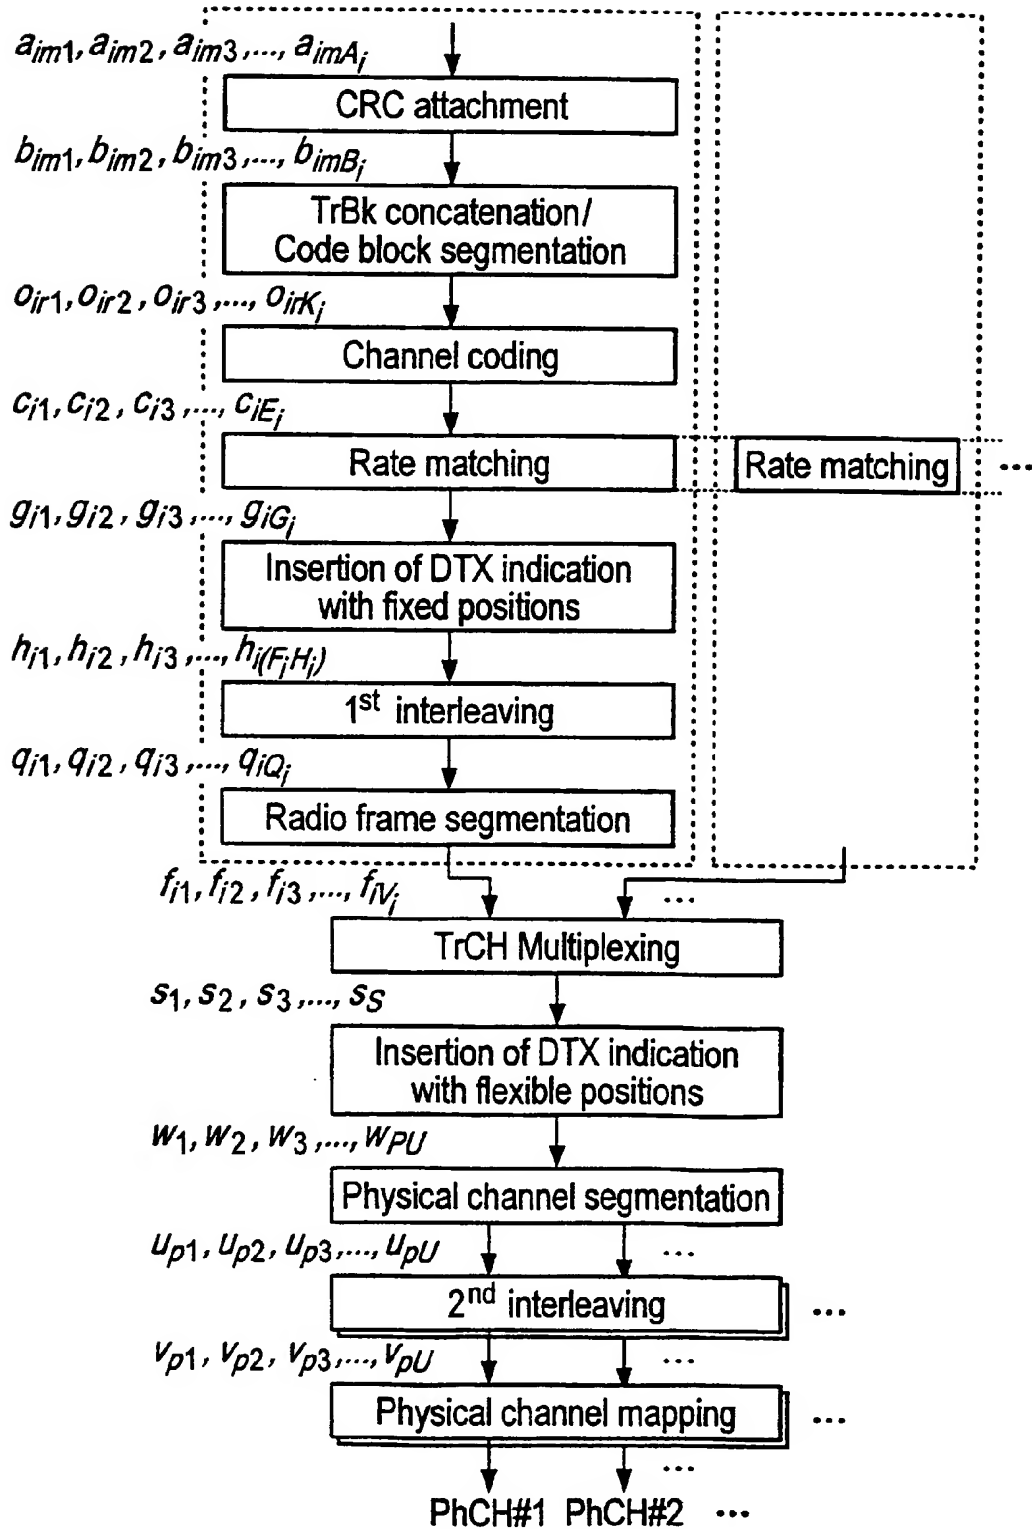 a_im1, a_im2, a_im3,..., a_imA_i
CRC attachment
b_im1, b_im2, b_im3,..., b_imB_i
TrBk concatenation/
Code block segmentation
o_ir1, o_ir2, o_ir3,..., o_irK_i
Channel coding
c_i1, c_i2, c_i3,..., c_iE_i
Rate matching
Rate matching
...
g_i1, g_i2, g_i3,..., g_iG_i
Insertion of DTX indication
with fixed positions
h_i1, h_i2, h_i3,..., h_i(F_iH_i)
1st interleaving
q_i1, q_i2, q_i3,..., q_iQ_i
Radio frame segmentation
f_i1, f_i2, f_i3,..., f_iV_i
...
TrCH Multiplexing
s_1, s_2, s_3,..., s_S
Insertion of DTX indication
with flexible positions
w_1, w_2, w_3,..., w_PU
Physical channel segmentation
u_p1, u_p2, u_p3,..., u_pU
...
2nd interleaving
...
v_p1, v_p2, v_p3,..., v_pU
...
Physical channel mapping
...
...
PhCH#1 PhCH#2 ...